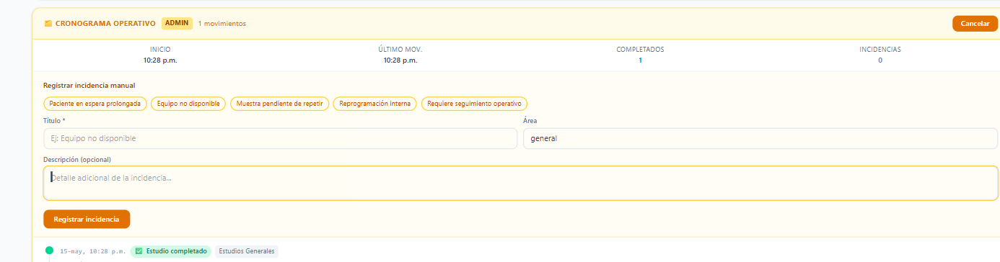 CRONOGRAMA OPERATIVO ADMIN 1 movimientos Cancelar
INICIO ÚLTIMO MOV. COMPLETADOS INCIDENCIAS
10:28 p.m. 10:28 p.m. 1 0
Registrar incidencia manual
Paciente en espera prolongada Equipo no disponible Muestra pendiente de repetir Reprogramación interna Requiere seguimiento operativo
Título * Área
Ej: Equipo no disponible general
Descripción (opcional)
Detalle adicional de la incidencia...
Registrar incidencia
15-may, 10:28 p.m. Estudio completado Estudios Generales